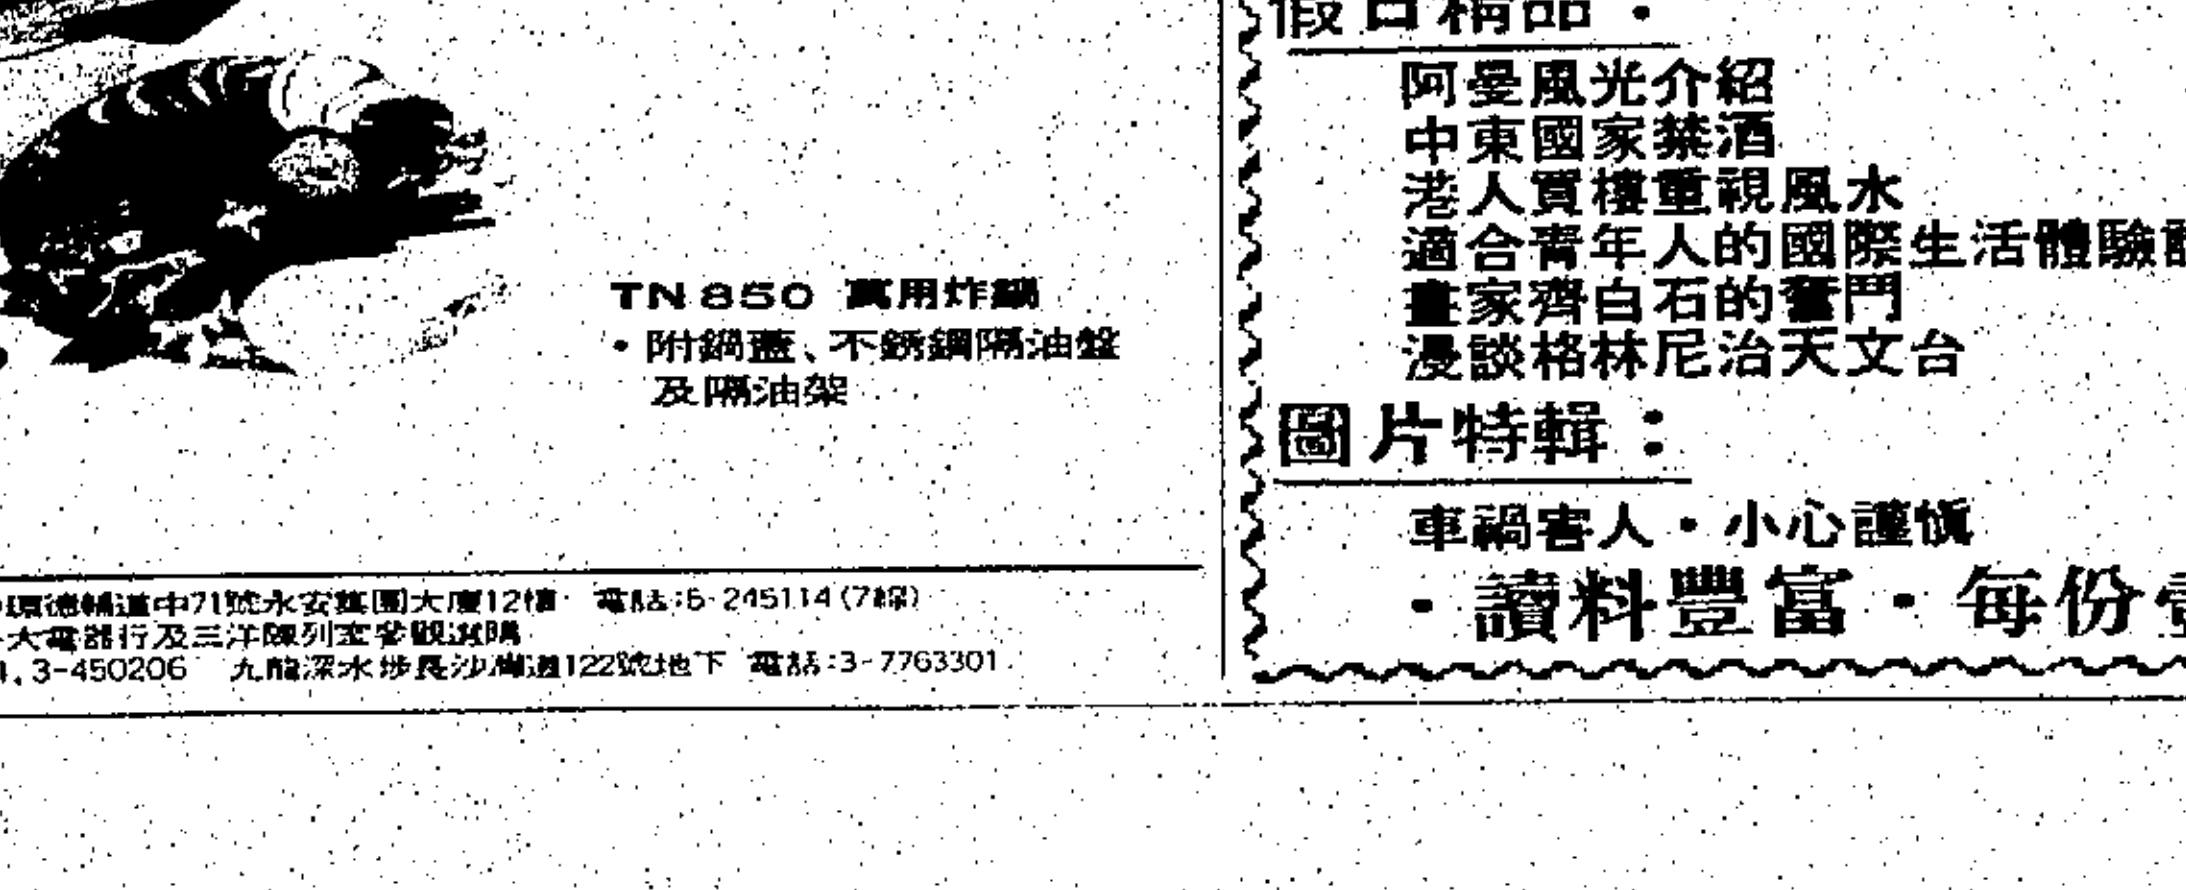 TN 850 萬用炸鍋
・附鍋蓋、不銹鋼隔油盤
及隔油架
環德輔道中71號永安集團大廈12樓 電話:5-245114(7線)
大電器行及三洋陳列室參觀選購
3-450206 九龍深水埗長沙灣道122號地下 電話:3-7763301
假日精品：
阿曼風光介紹
中東國家禁酒
港人買樓重視風水
適合青年人的國際生活體驗
畫家齊白石的奮鬥
漫談格林尼治天文台
圖片特輯：
車禍害人・小心謹慎
・讀料豐富・每份